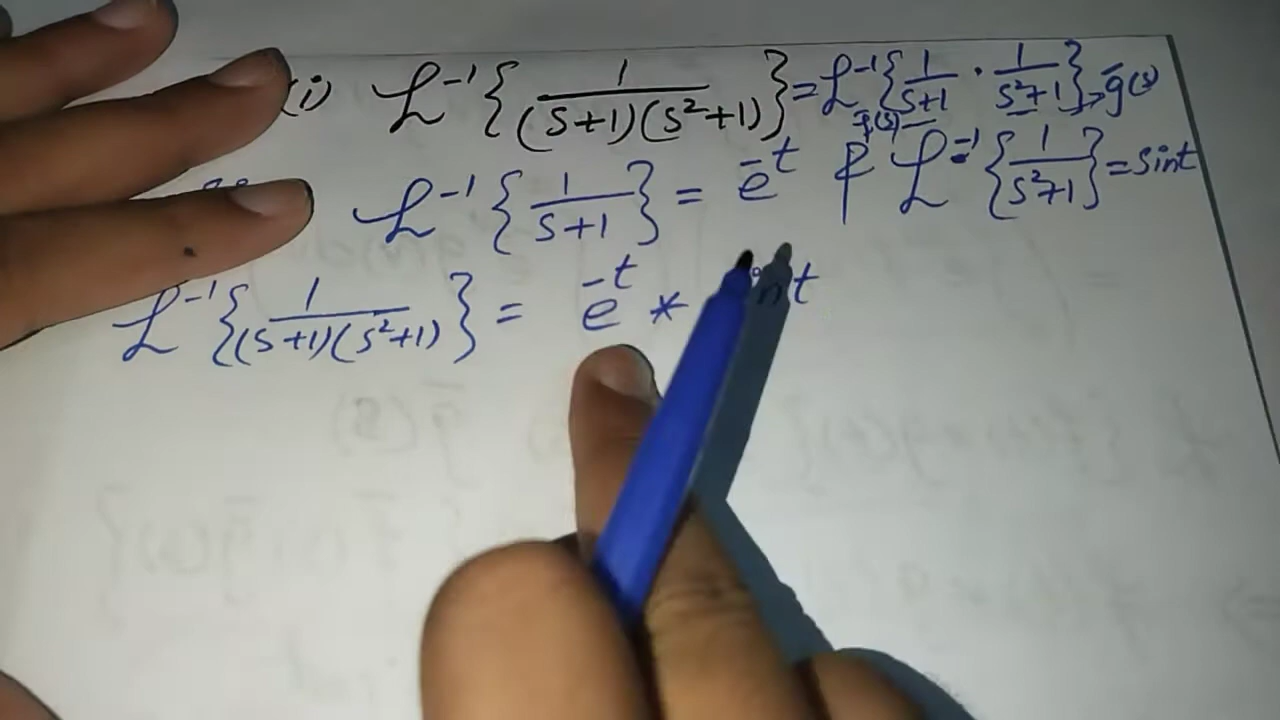 (i) ℒ⁻¹{1/((s+1)(s²+1))} = ℒ⁻¹{1/(s+1) · 1/(s²+1)} → ḡ(s)
f̄(s)
ℒ⁻¹{1/(s+1)} = e⁻ᵗ & ℒ⁻¹{1/(s²+1)} = sint
ℒ⁻¹{1/((s+1)(s²+1))} = e⁻ᵗ *